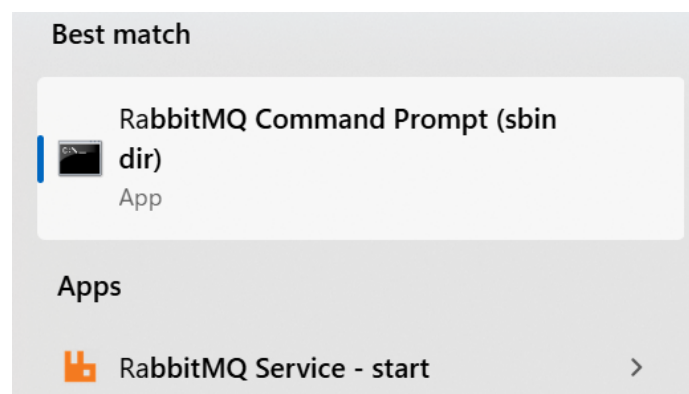 Best match
RabbitMQ Command Prompt (sbin
dir)
App
Apps
RabbitMQ Service - start